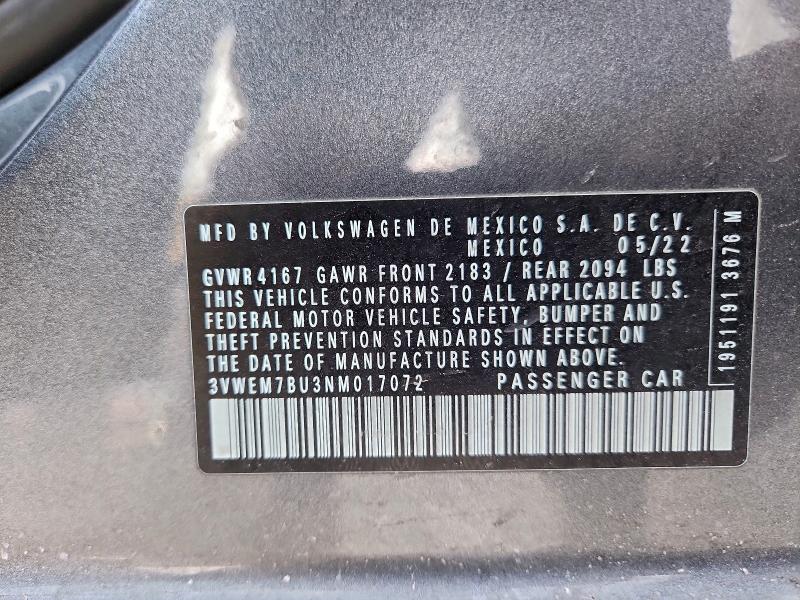 MFD BY VOLKSWAGEN DE MEXICO S.A. DE C.V.
MEXICO 05/22
GVWR 4167 GAWR FRONT 2183 / REAR 2094 LBS
THIS VEHICLE CONFORMS TO ALL APPLICABLE U.S.
FEDERAL MOTOR VEHICLE SAFETY, BUMPER AND
THEFT PREVENTION STANDARDS IN EFFECT ON
THE DATE OF MANUFACTURE SHOWN ABOVE.
3VWEM7BU3NM017072 PASSENGER CAR
1951191 3676 M